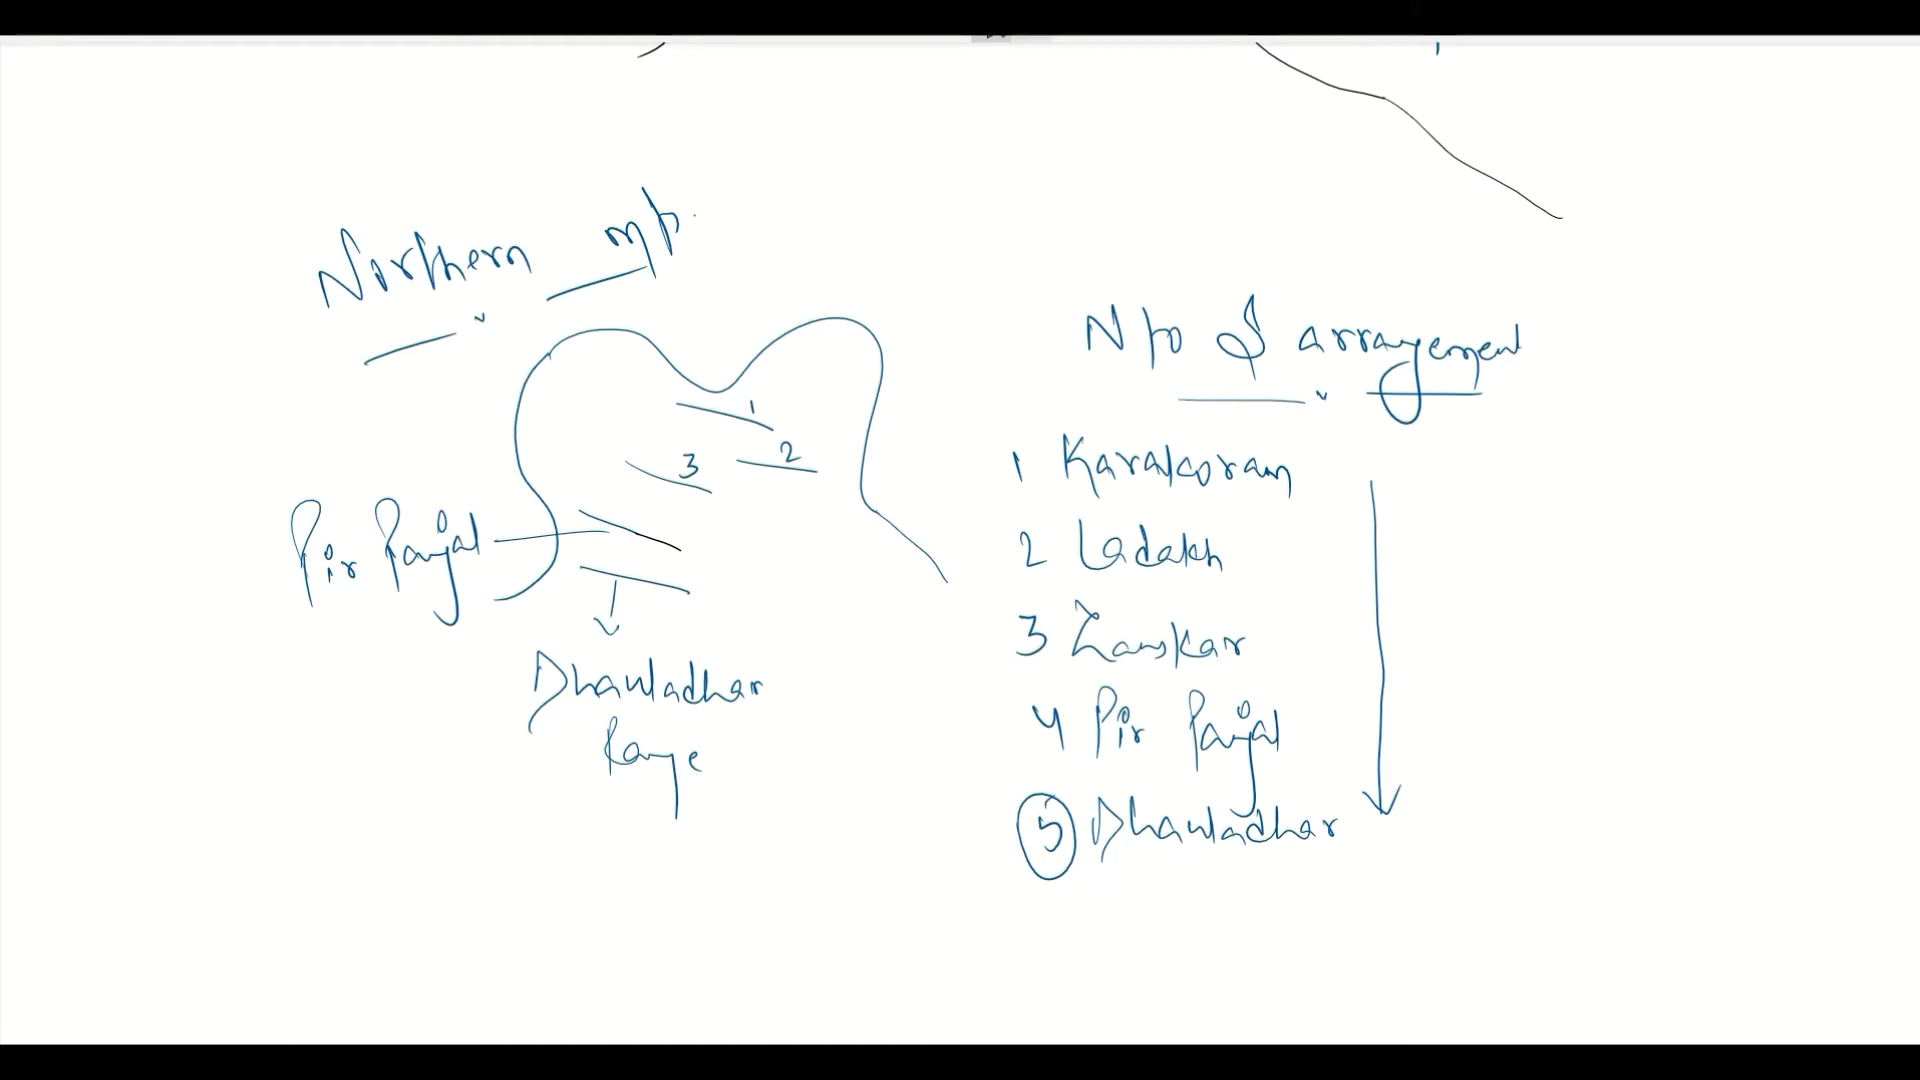 Northern mp.
1
2
3
Pir Panjal
Dhauladhar
Range
N to S arrangement
1 Karakoram
2 Ladakh
3 Zanskar
4 Pir Panjal
5 Dhauladhar